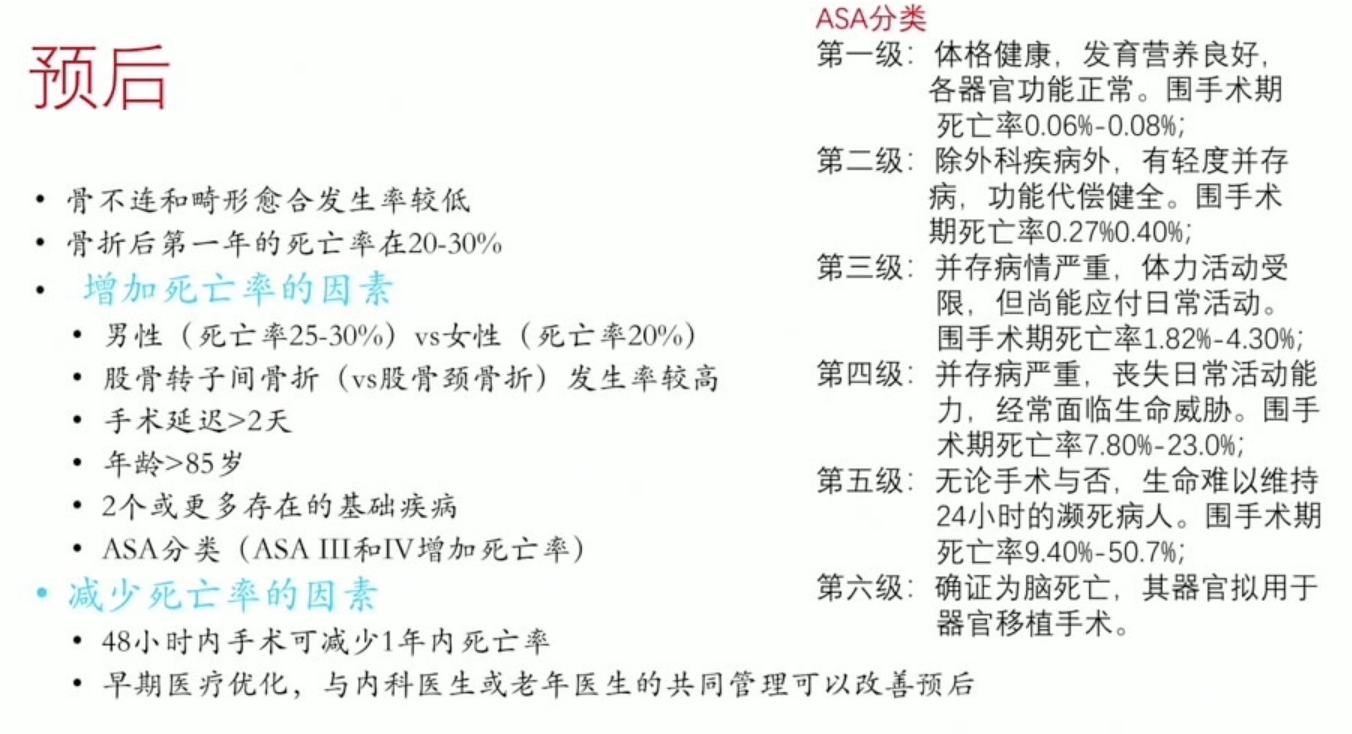 预后
• 骨不连和畸形愈合发生率较低
• 骨折后第一年的死亡率在20-30%
• 增加死亡率的因素
• 男性（死亡率25-30%）vs女性（死亡率20%）
• 股骨转子间骨折（vs股骨颈骨折）发生率较高
• 手术延迟>2天
• 年龄>85岁
• 2个或更多存在的基础疾病
• ASA分类（ASA III和IV增加死亡率）
• 减少死亡率的因素
• 48小时内手术可减少1年内死亡率
• 早期医疗优化，与内科医生或老年医生的共同管理可以改善预后
ASA分类
第一级：体格健康，发育营养良好，
各器官功能正常。围手术期
死亡率0.06%-0.08%;
第二级：除外科疾病外，有轻度并存
病，功能代偿健全。围手术
期死亡率0.27%0.40%;
第三级：并存病情严重，体力活动受
限，但尚能应付日常活动。
围手术期死亡率1.82%-4.30%;
第四级：并存病严重，丧失日常活动能
力，经常面临生命威胁。围手
术期死亡率7.80%-23.0%;
第五级：无论手术与否，生命难以维持
24小时的濒死病人。围手术期
死亡率9.40%-50.7%;
第六级：确证为脑死亡，其器官拟用于
器官移植手术。